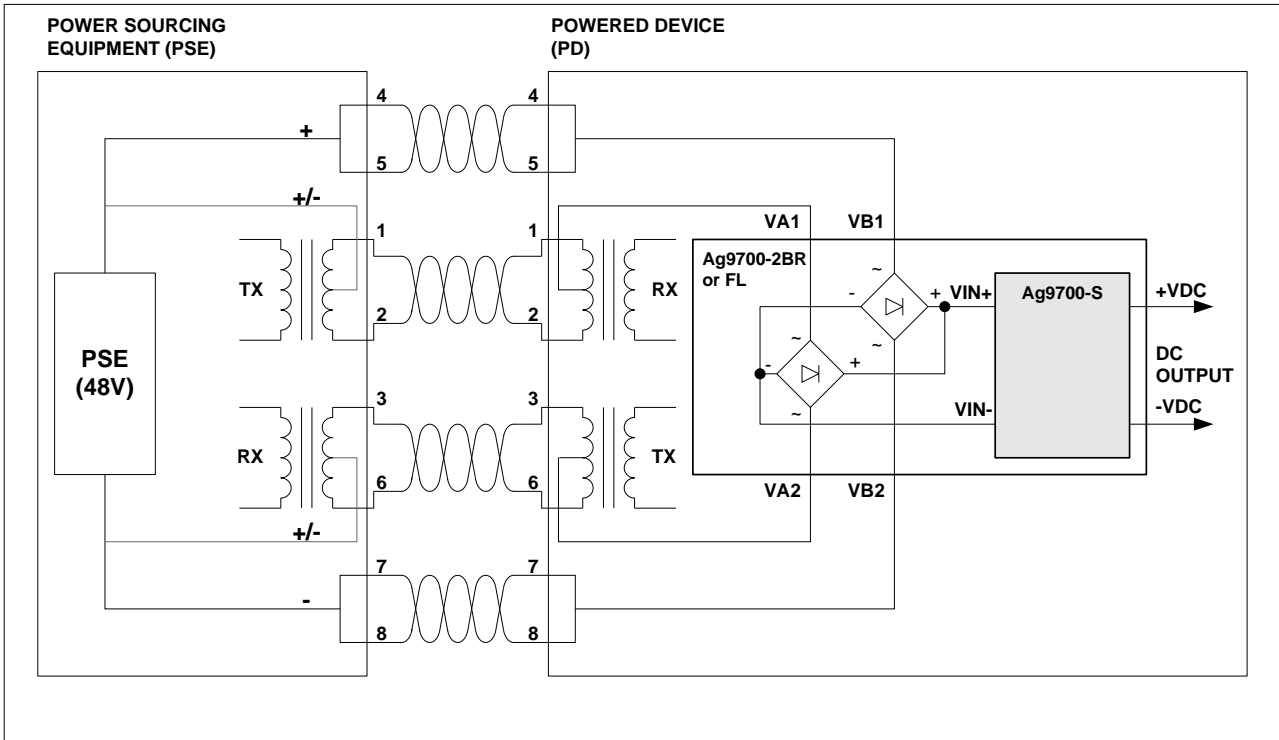 POWER SOURCING
EQUIPMENT (PSE)
POWERED DEVICE
(PD)
4
4
+
5
5
+/-
1
1
VA1
VB1
TX
RX
Ag9700-2BR
or FL
~
-
+
VIN+
Ag9700-S
+VDC
2
2
~
~
PSE
(48V)
-
+
DC
OUTPUT
~
VIN-
-VDC
3
3
RX
TX
6
6
VA2
VB2
+/-
7
7
-
8
8